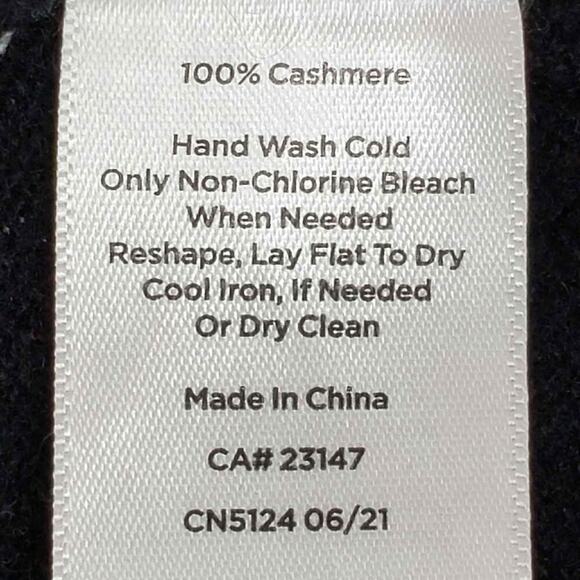 100% Cashmere
Hand Wash Cold
Only Non-Chlorine Bleach
When Needed
Reshape, Lay Flat To Dry
Cool Iron, If Needed
Or Dry Clean
Made In China
CA# 23147
CN5124 06/21